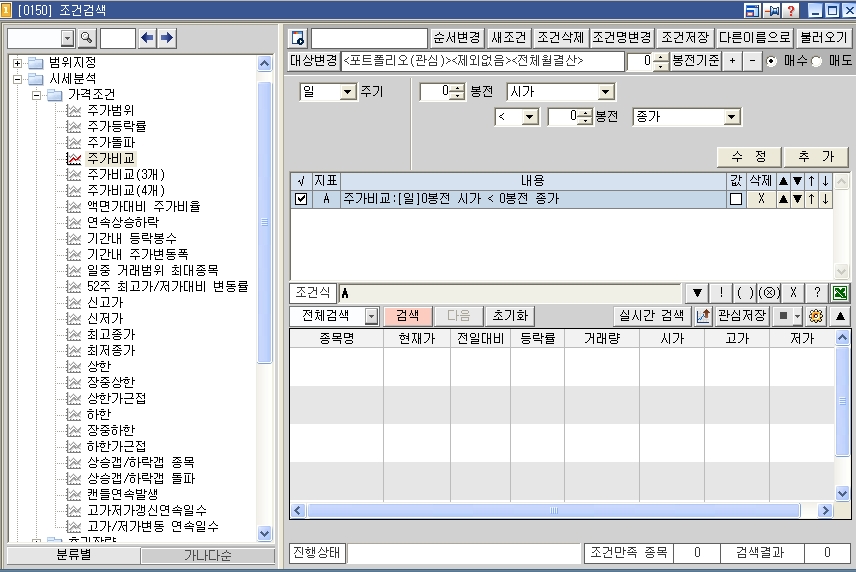 [0150] 조건검색
순서변경 새조건 조건삭제 조건명변경 조건저장 다른이름으로 불러오기
대상변경 <포트폴리오(관심)><제외없음><전체월결산> 0 봉전기준 + - 매수 매도
범위지정
시세분석
가격조건
주가범위
주가등락률
주가돌파
주가비교
주가비교(3개)
주가비교(4개)
액면가대비 주가비율
연속상승하락
기간내 등락봉수
기간내 주가변동폭
일중 거래범위 최대종목
52주 최고가/저가대비 변동률
신고가
신저가
최고종가
최저종가
상한
장중상한
상한가근접
하한
장중하한
하한가근접
상승갭/하락갭 종목
상승갭/하락갭 돌파
캔들연속발생
고가저가갱신연속일수
고가/저가변동 연속일수
분류별 가나다순
일 주기 0 봉전 시가
< 0 봉전 종가
수 정 추 가
√ 지표 내용 값 삭제 ▲ ▼ ↑ ↓
A 주가비교:[일]0봉전 시가 < 0봉전 종가 X ▲ ▼ ↑ ↓
조건식 A ▼ ! ( ) (⊗) X ? 
전체검색 검색 다음 초기화 실시간 검색 관심저장 ■ ▲
종목명 현재가 전일대비 등락률 거래량 시가 고가 저가
진행상태 조건만족 종목 0 검색결과 0